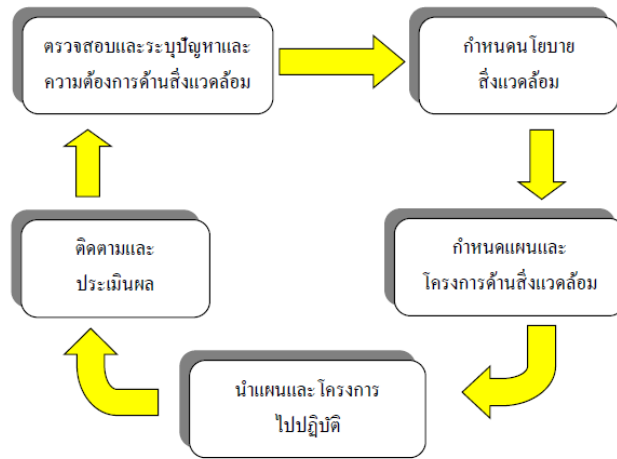 ตรวจสอบและระบุปัญหาและ
ความต้องการด้านสิ่งแวดล้อม
กำหนดนโยบาย
สิ่งแวดล้อม
กำหนดแผนและ
โครงการด้านสิ่งแวดล้อม
นำแผนและโครงการ
ไปปฏิบัติ
ติดตามและ
ประเมินผล